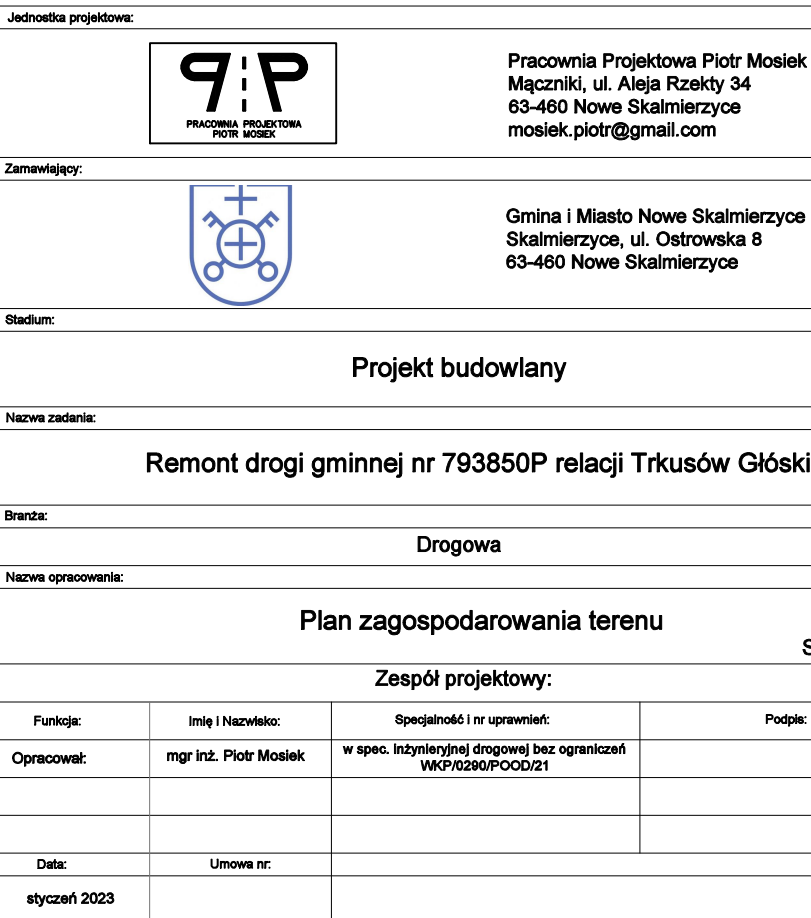 Jednostka projektowa:
PRACOWNIA PROJEKTOWA
PIOTR MOSIEK
Pracownia Projektowa Piotr Mosiek
Mączniki, ul. Aleja Rzekty 34
63-460 Nowe Skalmierzyce
mosiek.piotr@gmail.com
Zamawiający:
Gmina i Miasto Nowe Skalmierzyce
Skalmierzyce, ul. Ostrowska 8
63-460 Nowe Skalmierzyce
Stadium:
Projekt budowlany
Nazwa zadania:
Remont drogi gminnej nr 793850P relacji Trkusów Głóski
Branża:
Drogowa
Nazwa opracowania:
Plan zagospodarowania terenu
S
Zespół projektowy:
Funkcja: Imię i Nazwisko: Specjalność i nr uprawnień: Podpis:
Opracował: mgr inż. Piotr Mosiek w spec. inżynieryjnej drogowej bez ograniczeń
WKP/0290/POOD/21
Data: Umowa nr:
styczeń 2023